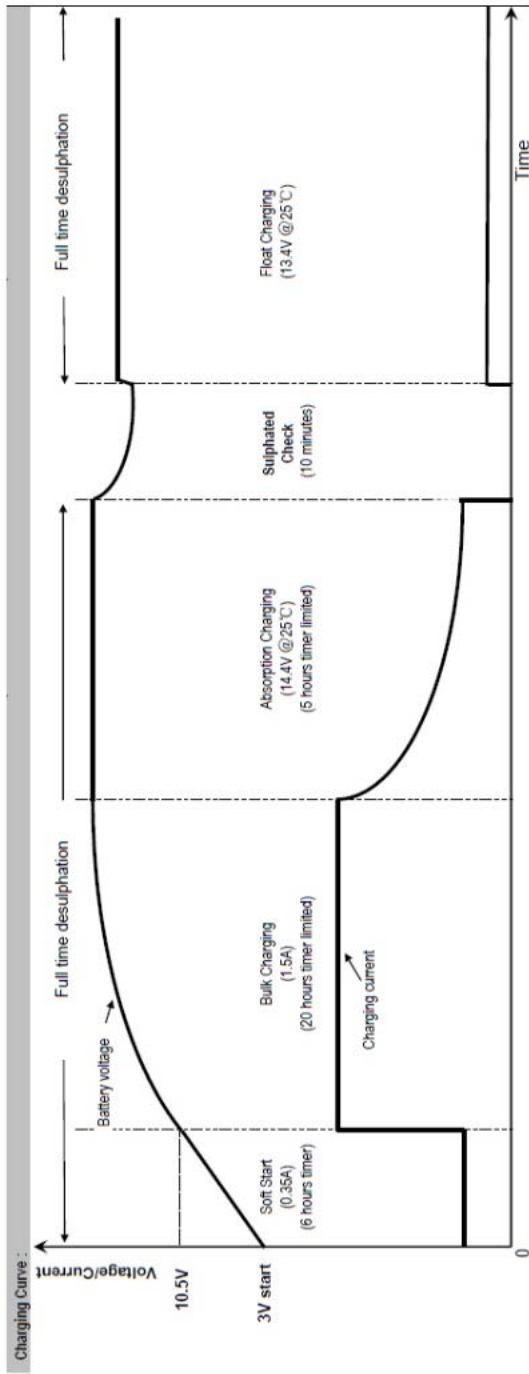 Charging Curve :
Voltage/Current
Full time desulphation
Full time desulphation
Battery voltage
10.5V
3V start
Soft Start
(0.35A)
(6 hours timer)
Bulk Charging
(1.5A)
(20 hours timer limited)
Absorption Charging
(14.4V @25℃)
(5 hours timer limited)
Sulphated
Check
(10 minutes)
Float Charging
(13.4V @25℃)
Charging current
0
Time